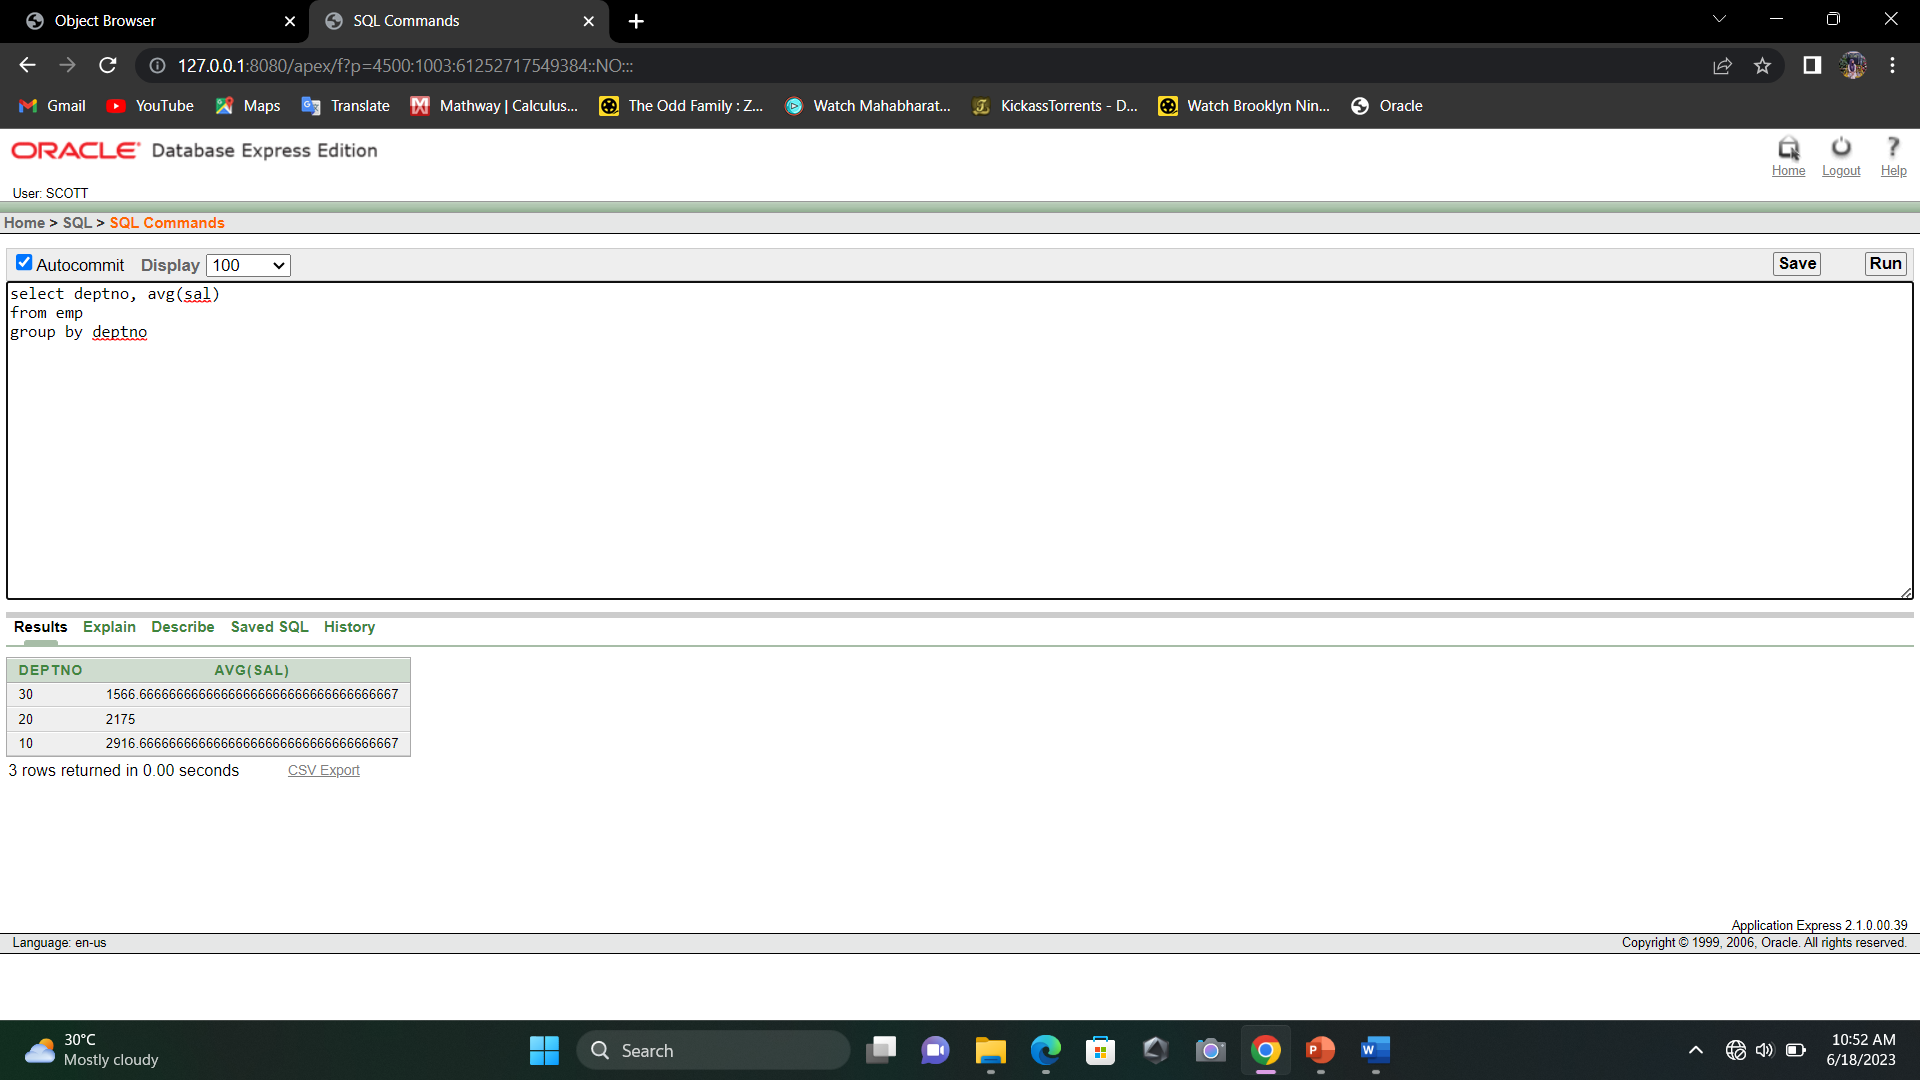 Object Browser
SQL Commands
127.0.0.1:8080/apex/f?p=4500:1003:61252717549384::NO:::
Gmail YouTube Maps Translate Mathway | Calculus... The Odd Family : Z... Watch Mahabharat... KickassTorrents - D... Watch Brooklyn Nin... Oracle
ORACLE Database Express Edition
Home Logout Help
User: SCOTT
Home > SQL > SQL Commands
Autocommit Display 100 Save Run
select deptno, avg(sal)
from emp
group by deptno
Results Explain Describe Saved SQL History
DEPTNO AVG(SAL)
30 1566.66666666666666666666666666666667
20 2175
10 2916.66666666666666666666666666666667
3 rows returned in 0.00 seconds CSV Export
Application Express 2.1.0.00.39
Language: en-us Copyright © 1999, 2006, Oracle. All rights reserved.
30°C
Mostly cloudy
Search
10:52 AM
6/18/2023